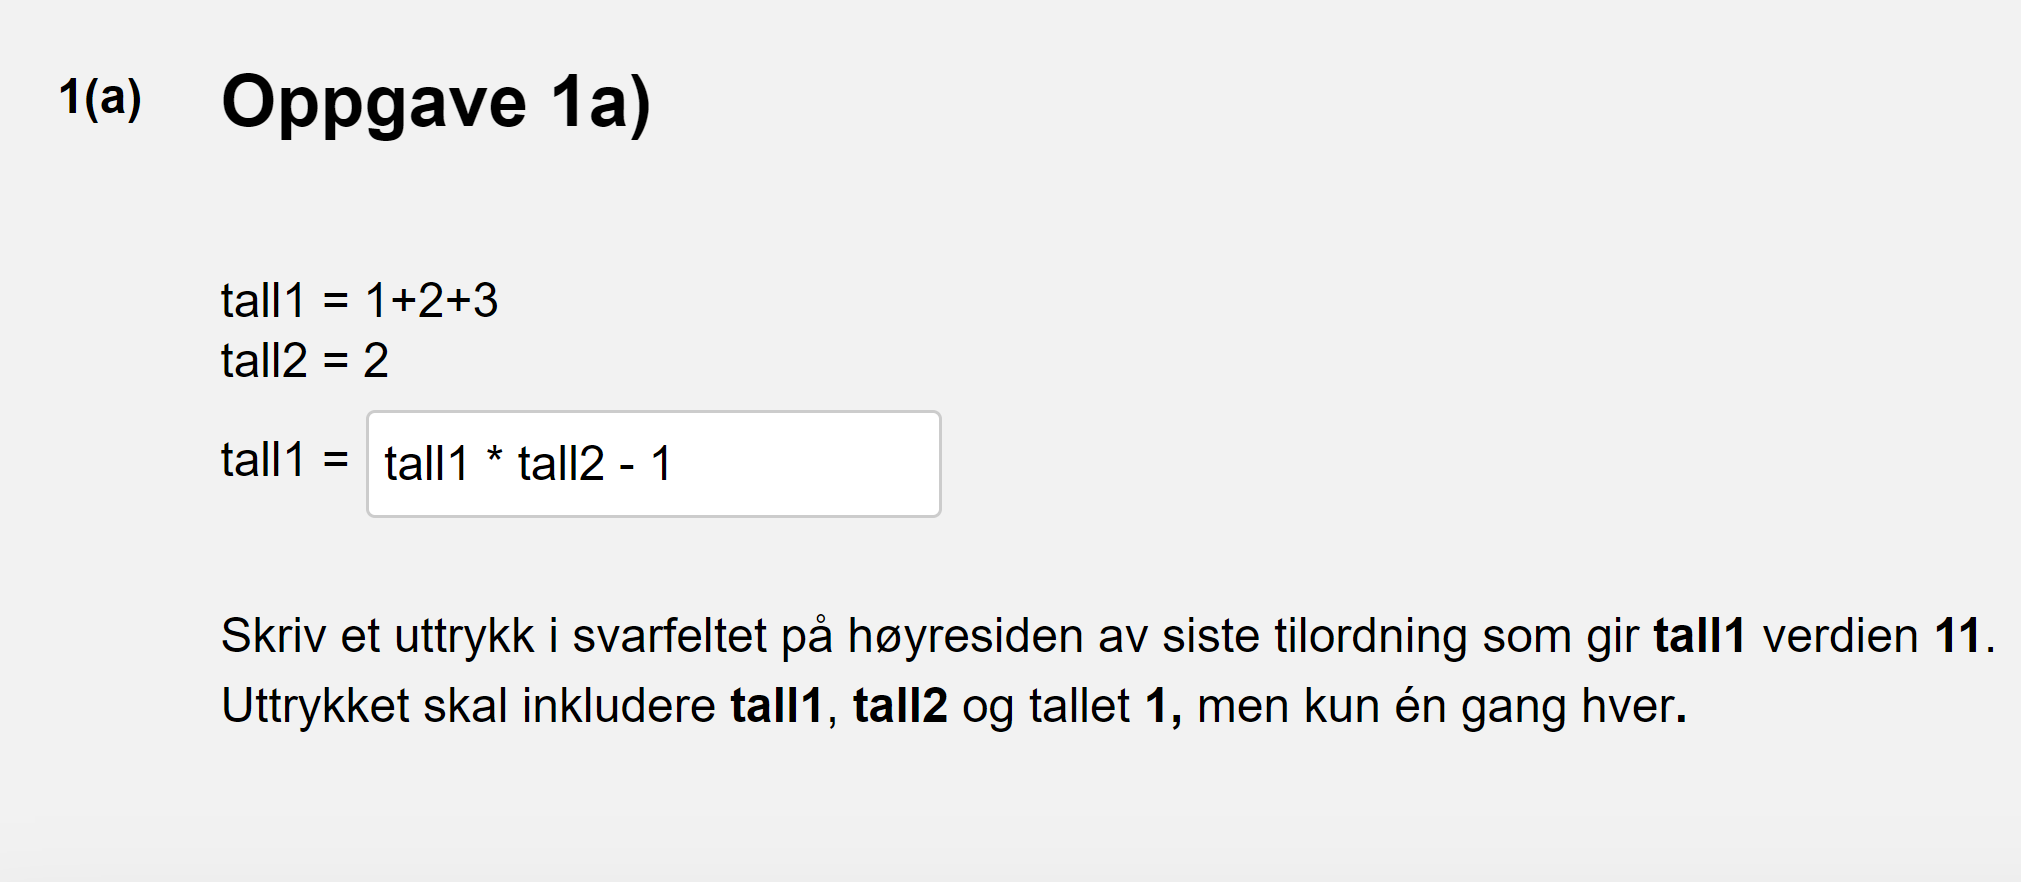 1(a) Oppgave 1a)
tall1 = 1+2+3
tall2 = 2
tall1 = tall1 * tall2 - 1
Skriv et uttrykk i svarfeltet på høyresiden av siste tilordning som gir tall1 verdien 11.
Uttrykket skal inkludere tall1, tall2 og tallet 1, men kun én gang hver.